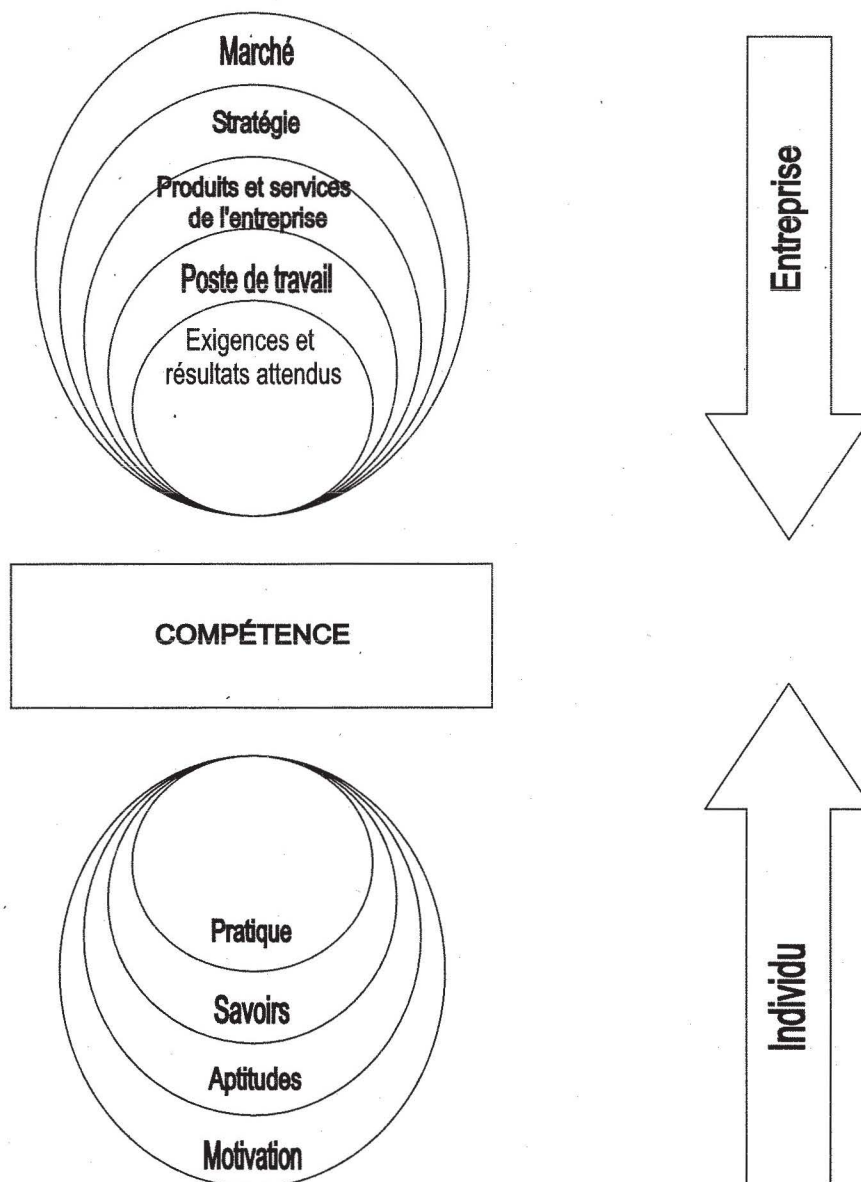 Marché
Stratégie
Produits et services
de l'entreprise
Poste de travail
Exigences et
résultats attendus
Entreprise
COMPÉTENCE
Pratique
Savoirs
Aptitudes
Motivation
Individu